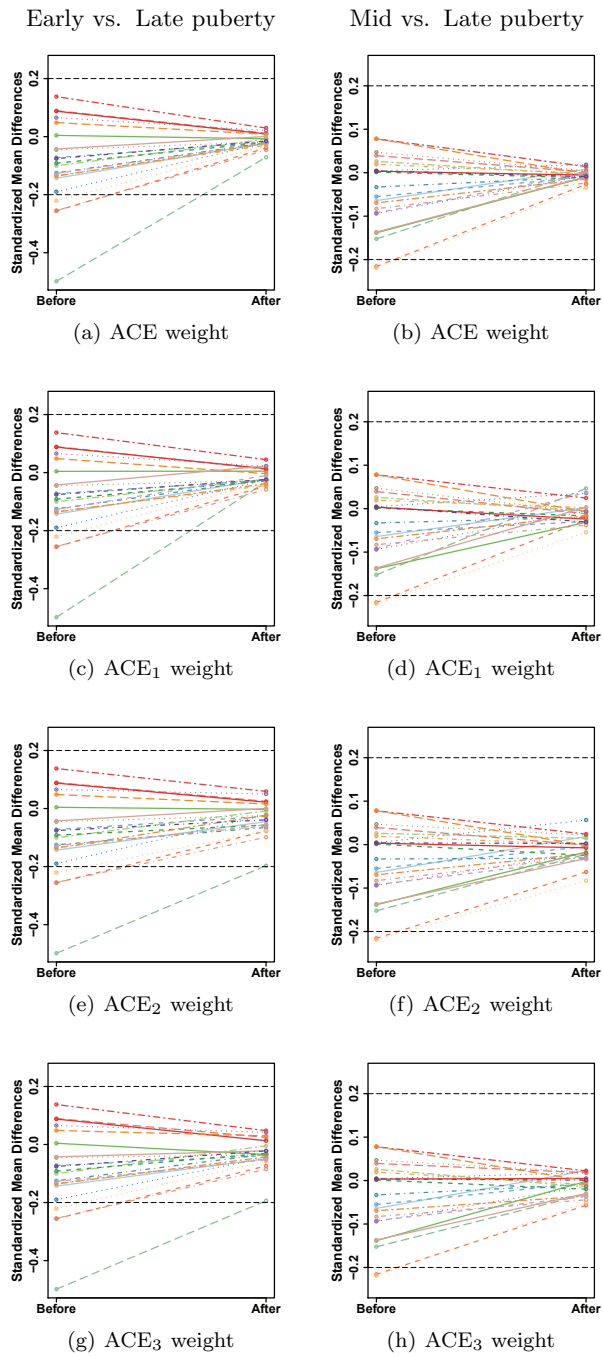 Early vs. Late puberty
Mid vs. Late puberty
Standardized Mean Differences
0.2
0.0
−0.2
−0.4
Before
After
(a) ACE weight
Standardized Mean Differences
0.2
0.1
0.0
−0.1
−0.2
Before
After
(b) ACE weight
Standardized Mean Differences
0.2
0.0
−0.2
−0.4
Before
After
(c) ACE₁ weight
Standardized Mean Differences
0.2
0.1
0.0
−0.1
−0.2
Before
After
(d) ACE₁ weight
Standardized Mean Differences
0.2
0.0
−0.2
−0.4
Before
After
(e) ACE₂ weight
Standardized Mean Differences
0.2
0.1
0.0
−0.1
−0.2
Before
After
(f) ACE₂ weight
Standardized Mean Differences
0.2
0.0
−0.2
−0.4
Before
After
(g) ACE₃ weight
Standardized Mean Differences
0.2
0.1
0.0
−0.1
−0.2
Before
After
(h) ACE₃ weight